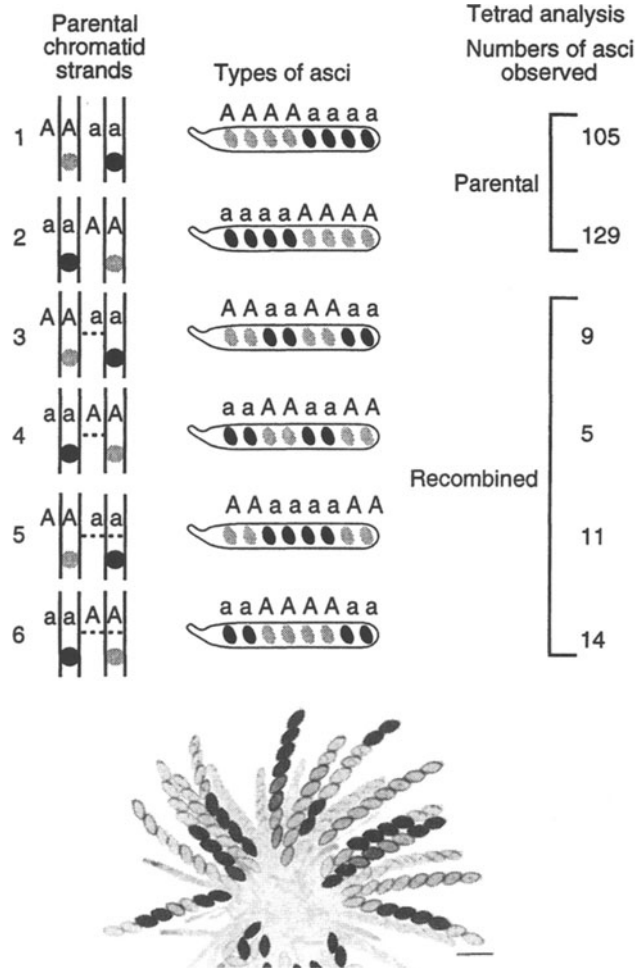 Parental
chromatid
strands
Types of asci
Tetrad analysis
Numbers of asci
observed
1
A A a a
A A A A a a a a
105
Parental
2
a a A A
a a a a A A A A
129
3
A A a a
A A a a A A a a
9
4
a a A A
a a A A a a A A
5
Recombined
5
A A a a
A A a a a a A A
11
6
a a A A
a a A A A A a a
14